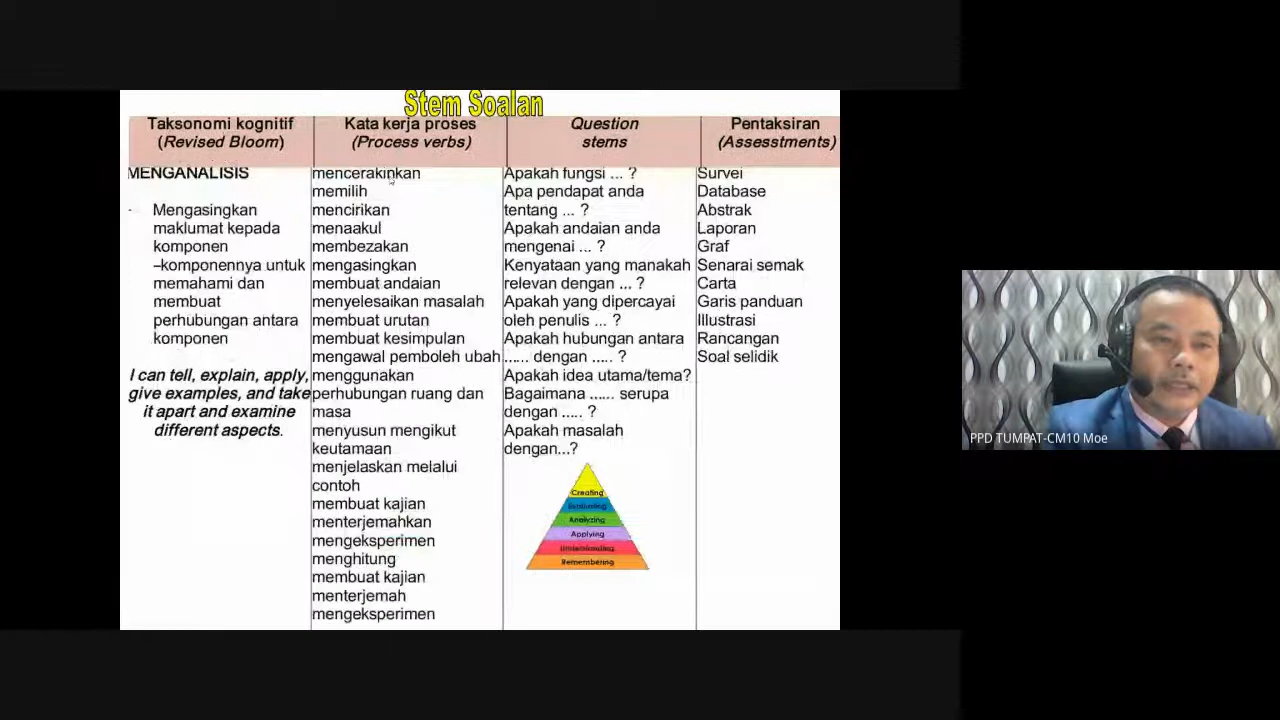 Stem Soalan
Taksonomi kognitif
(Revised Bloom)
Kata kerja proses
(Process verbs)
Question
stems
Pentaksiran
(Assesstments)
MENGANALISIS
- Mengasingkan
maklumat kepada
komponen
–komponennya untuk
memahami dan
membuat
perhubungan antara
komponen
I can tell, explain, apply,
give examples, and take
it apart and examine
different aspects.
mencerakinkan
memilih
mencirikan
menaakul
membezakan
mengasingkan
membuat andaian
menyelesaikan masalah
membuat urutan
membuat kesimpulan
mengawal pemboleh ubah
menggunakan
perhubungan ruang dan
masa
menyusun mengikut
keutamaan
menjelaskan melalui
contoh
membuat kajian
menterjemahkan
mengeksperimen
menghitung
membuat kajian
menterjemah
mengeksperimen
Apakah fungsi ... ?
Apa pendapat anda
tentang ... ?
Apakah andaian anda
mengenai ... ?
Kenyataan yang manakah
relevan dengan ... ?
Apakah yang dipercayai
oleh penulis ... ?
Apakah hubungan antara
...... dengan ..... ?
Apakah idea utama/tema?
Bagaimana ...... serupa
dengan ..... ?
Apakah masalah
dengan...?
Creating
Evaluating
Analyzing
Applying
Understanding
Remembering
Survei
Database
Abstrak
Laporan
Graf
Senarai semak
Carta
Garis panduan
Illustrasi
Rancangan
Soal selidik
PPD TUMPAT-CM10 Moe